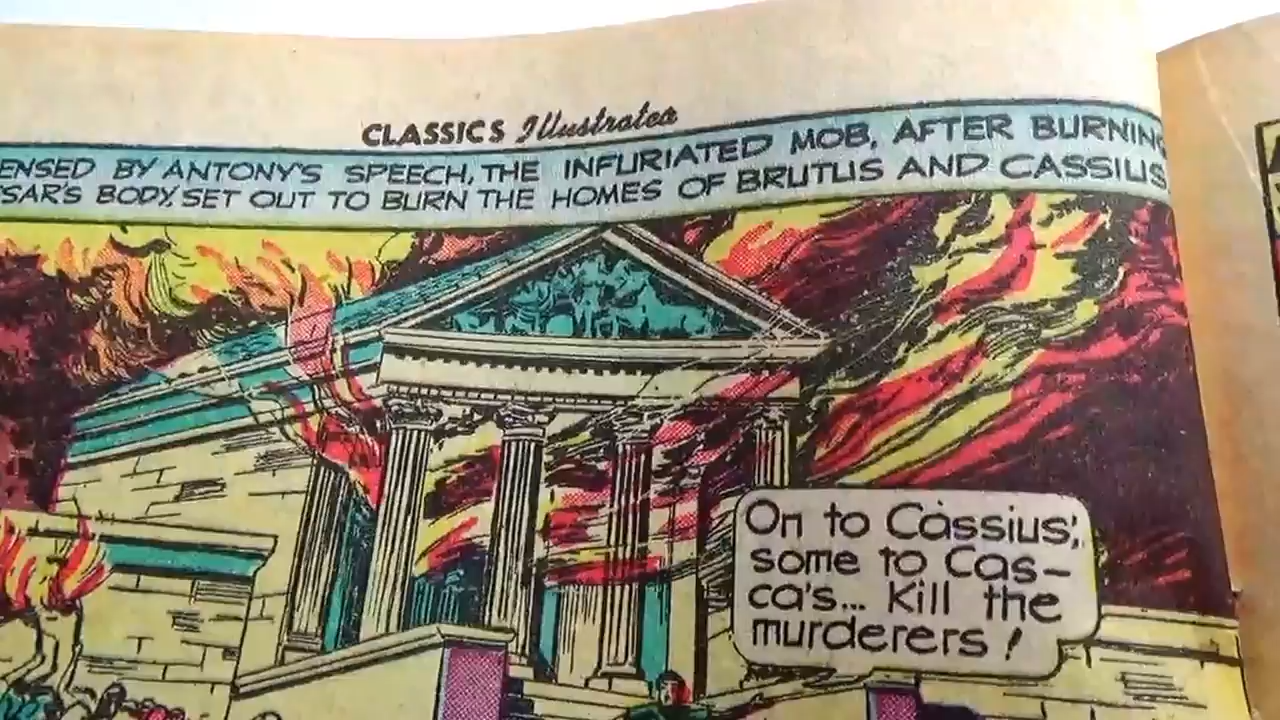 CLASSICS Illustrated
ENSED BY ANTONY'S SPEECH, THE INFURIATED MOB, AFTER BURNING
SAR'S BODY, SET OUT TO BURN THE HOMES OF BRUTUS AND CASSIUS
On to Cassius';
some to Cas-
ca's... Kill the
murderers!